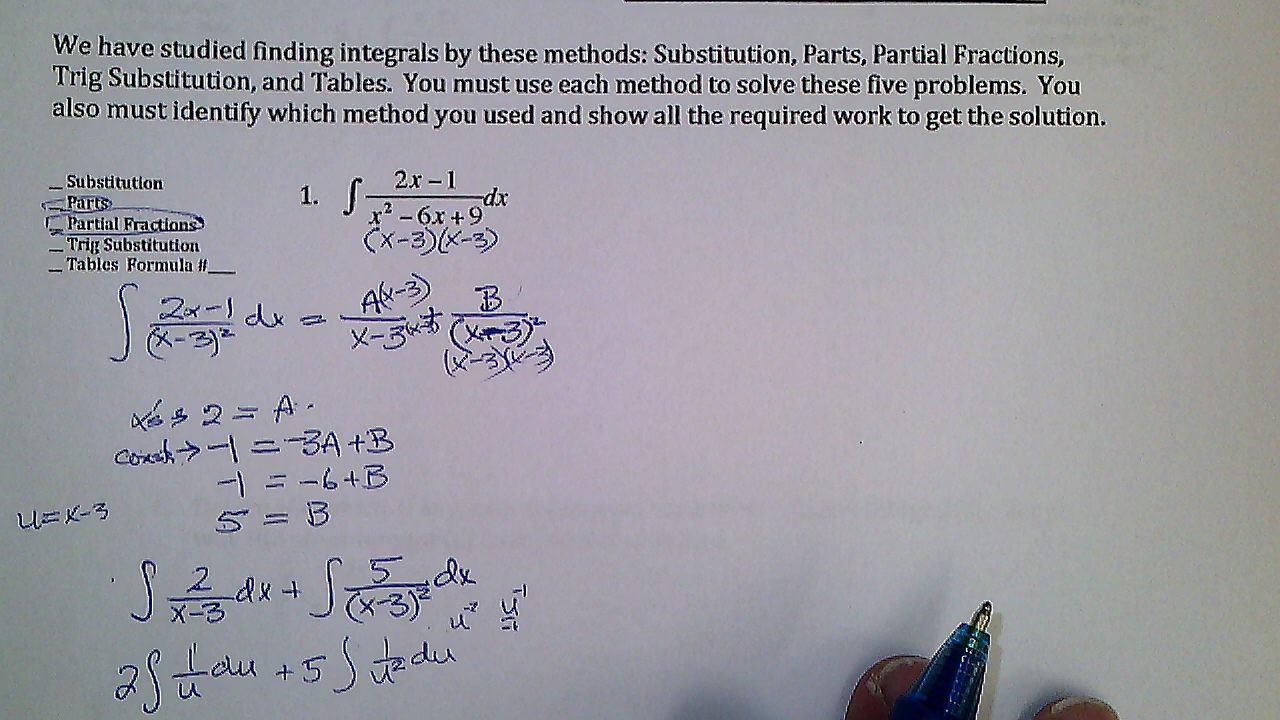 We have studied finding integrals by these methods: Substitution, Parts, Partial Fractions,
Trig Substitution, and Tables. You must use each method to solve these five problems. You
also must identify which method you used and show all the required work to get the solution.
_ Substitution
_ Parts
_ Partial Fractions
_ Trig Substitution
_ Tables Formula #___
1. ∫ (2x-1)/(x²-6x+9) dx
(x-3)(x-3)
∫ (2x-1)/(x-3)² dx = A(x-3)/(x-3)(x-3) + B/(x-3)²
(x-3)(x-3)
2 = A
-1 = -3A + B
-1 = -6 + B
u = x-3
5 = B
∫ 2/(x-3) dx + ∫ 5/(x-3)² dx
u⁻² u⁻¹/-1
2∫ 1/u du + 5∫ 1/u² du